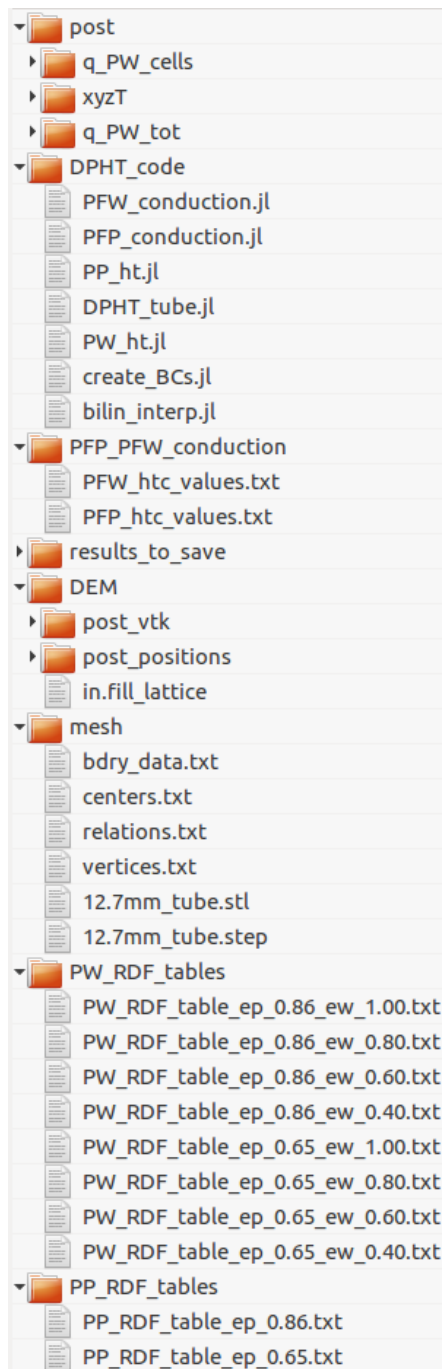 post
q_PW_cells
xyzT
q_PW_tot
DPHT_code
PFW_conduction.jl
PFP_conduction.jl
PP_ht.jl
DPHT_tube.jl
PW_ht.jl
create_BCs.jl
bilin_interp.jl
PFP_PFW_conduction
PFW_htc_values.txt
PFP_htc_values.txt
results_to_save
DEM
post_vtk
post_positions
in.fill_lattice
mesh
bdry_data.txt
centers.txt
relations.txt
vertices.txt
12.7mm_tube.stl
12.7mm_tube.step
PW_RDF_tables
PW_RDF_table_ep_0.86_ew_1.00.txt
PW_RDF_table_ep_0.86_ew_0.80.txt
PW_RDF_table_ep_0.86_ew_0.60.txt
PW_RDF_table_ep_0.86_ew_0.40.txt
PW_RDF_table_ep_0.65_ew_1.00.txt
PW_RDF_table_ep_0.65_ew_0.80.txt
PW_RDF_table_ep_0.65_ew_0.60.txt
PW_RDF_table_ep_0.65_ew_0.40.txt
PP_RDF_tables
PP_RDF_table_ep_0.86.txt
PP_RDF_table_ep_0.65.txt